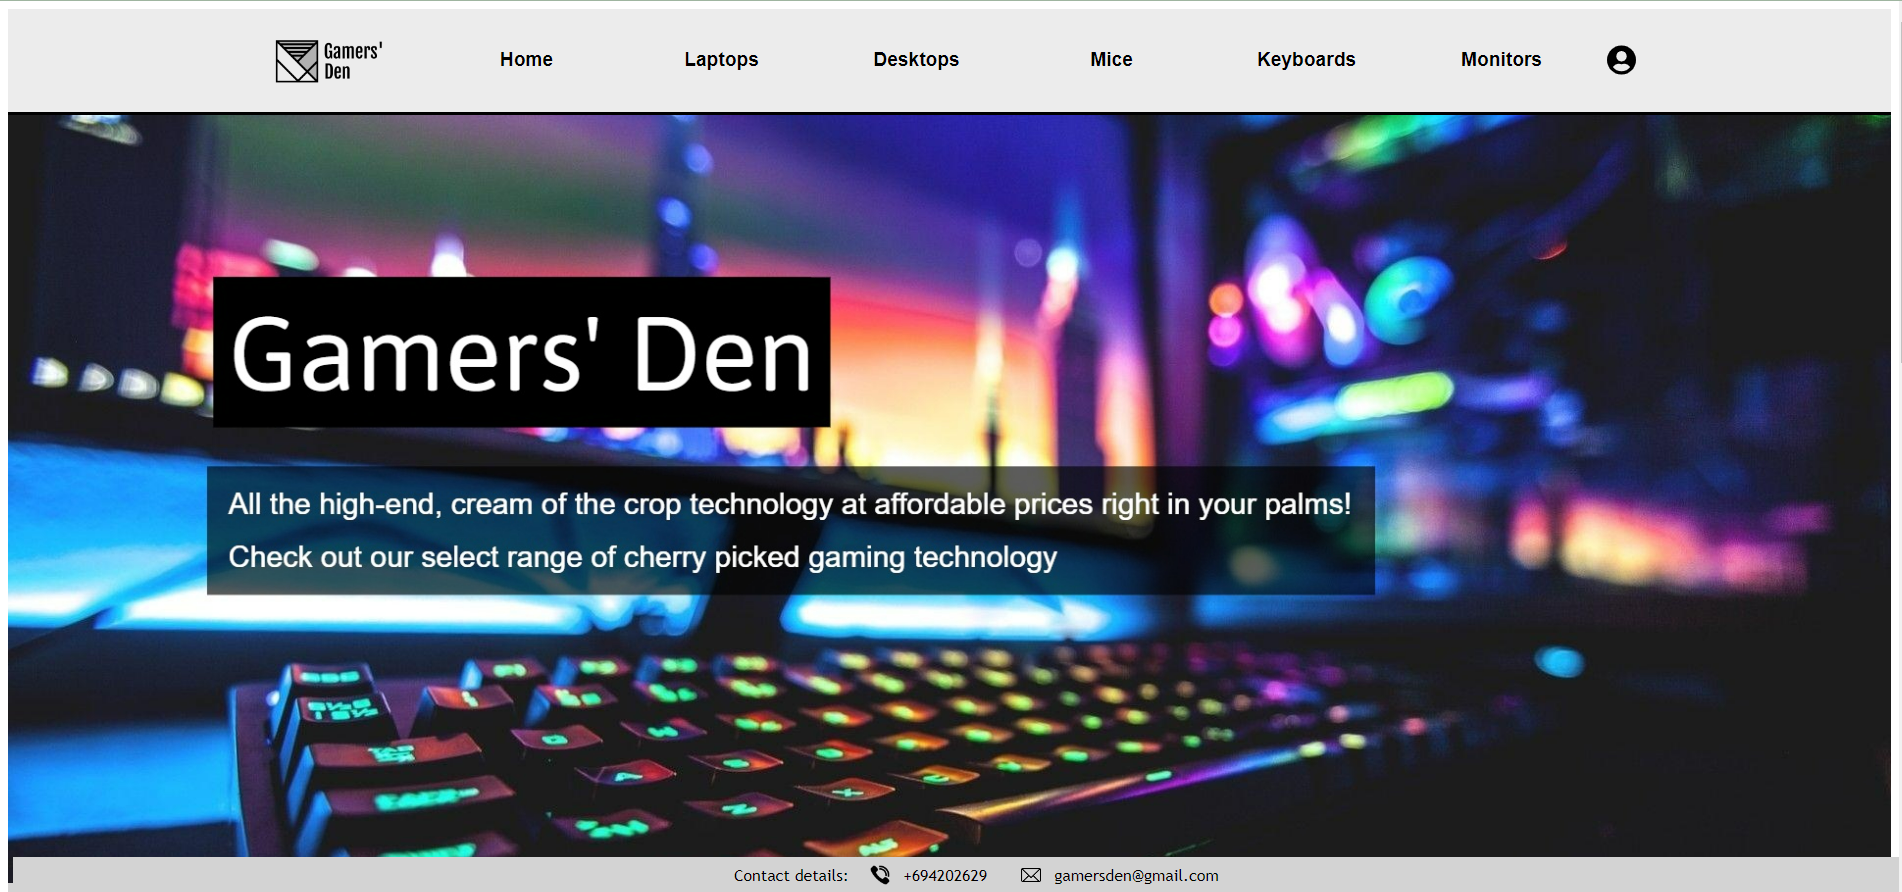 Gamers'
Den
Home
Laptops
Desktops
Mice
Keyboards
Monitors
Gamers' Den
All the high-end, cream of the crop technology at affordable prices right in your palms!
Check out our select range of cherry picked gaming technology
Contact details: +694202629 gamersden@gmail.com